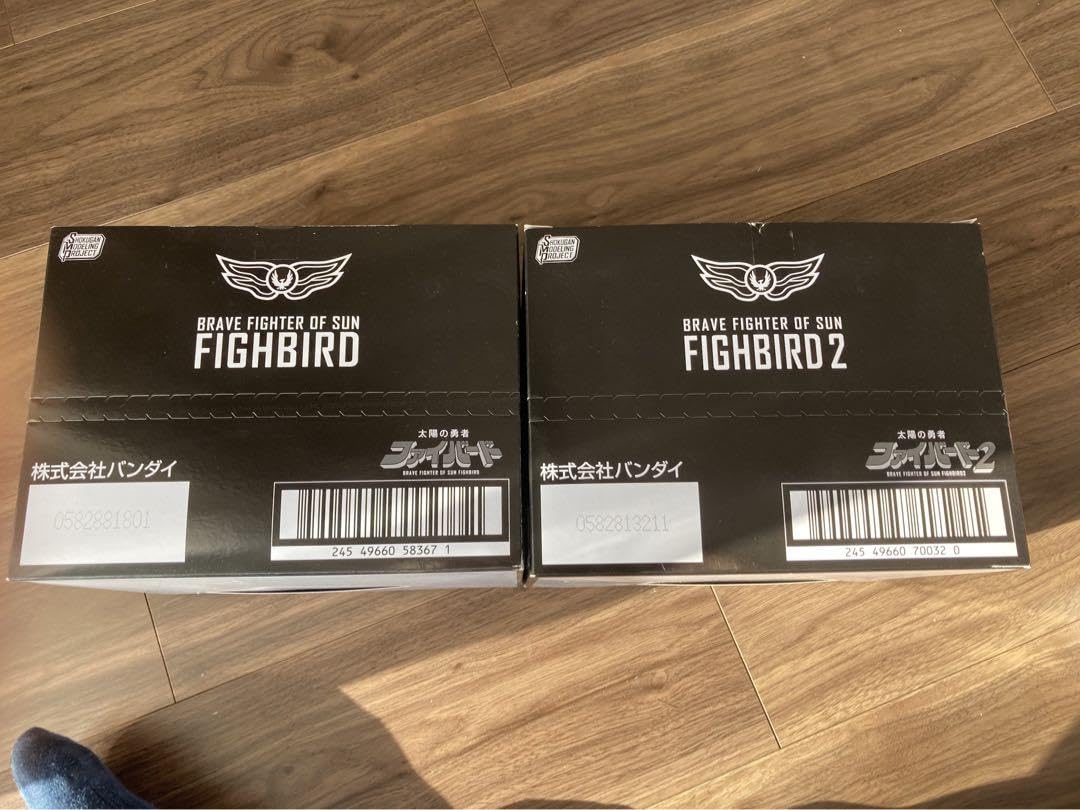 SHOKUGAN
MODELING
PROJECT
BRAVE FIGHTER OF SUN
FIGHBIRD
太陽の勇者
ファイバード
BRAVE FIGHTER OF SUN FIGHBIRD
株式会社バンダイ
0582881801
245 49660 58367 1
SHOKUGAN
MODELING
PROJECT
BRAVE FIGHTER OF SUN
FIGHBIRD 2
太陽の勇者
ファイバード2
BRAVE FIGHTER OF SUN FIGHBIRD2
株式会社バンダイ
0582813211
245 49660 70032 0